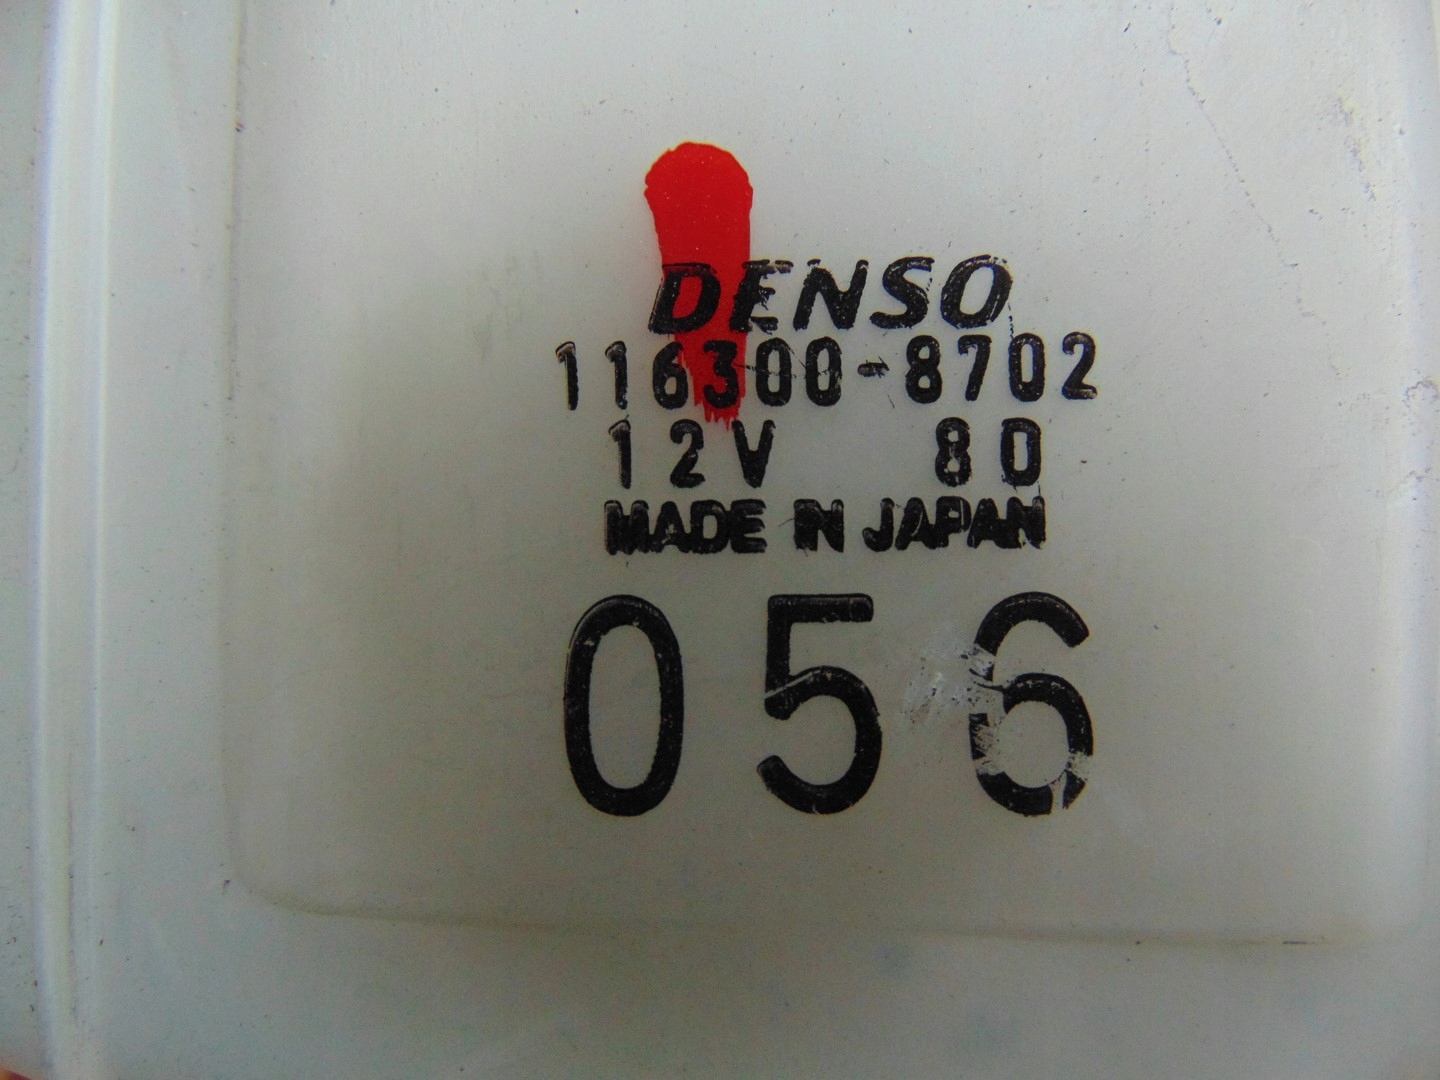 DENSO
116300-8702
12V 80
MADE IN JAPAN
056